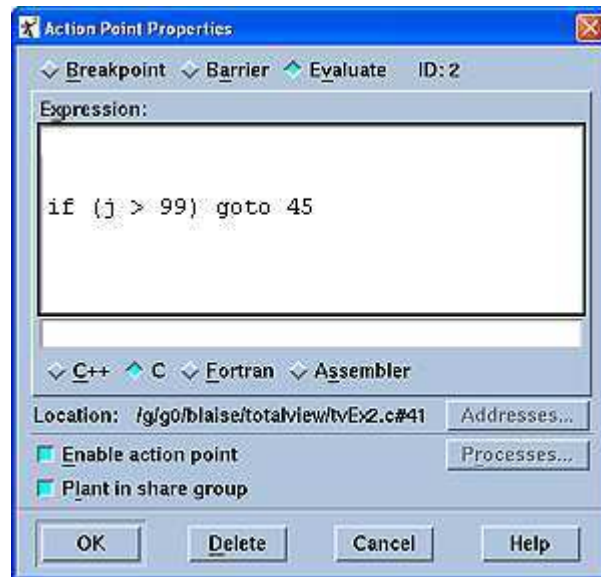 Action Point Properties
Breakpoint Barrier Evaluate ID: 2
Expression:
if (j > 99) goto 45
C++ C Fortran Assembler
Location: /g/g0/blaise/totalview/tvEx2.c#41 Addresses...
Enable action point Processes...
Plant in share group
OK Delete Cancel Help